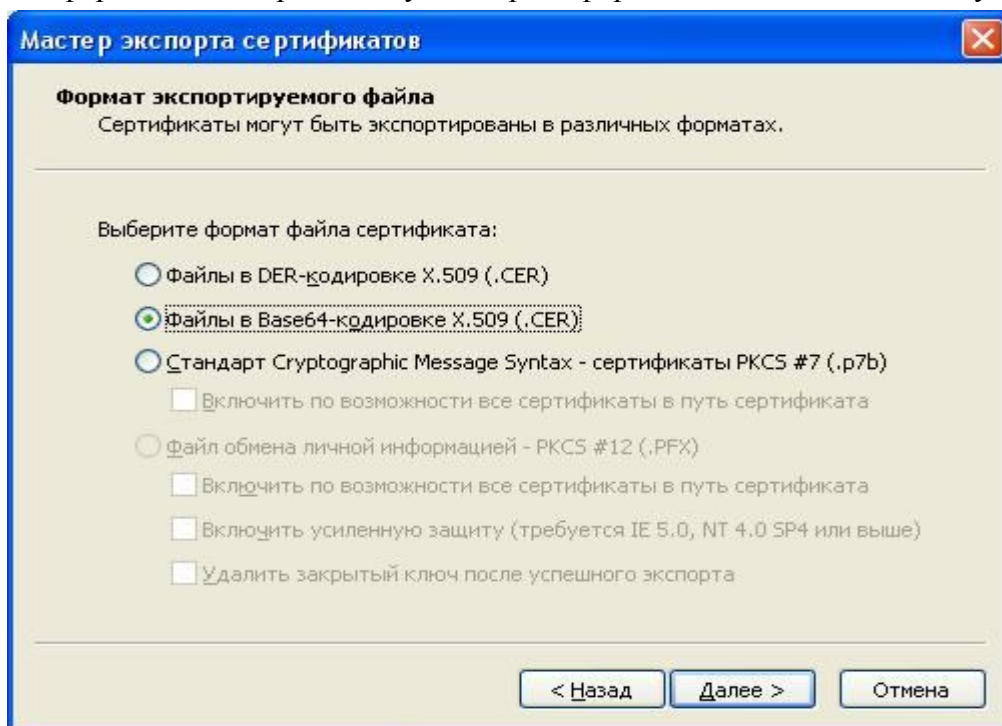 Мастер экспорта сертификатов
Формат экспортируемого файла
Сертификаты могут быть экспортированы в различных форматах.
Выберите формат файла сертификата:
Файлы в DER-кодировке X.509 (.CER)
Файлы в Base64-кодировке X.509 (.CER)
Стандарт Cryptographic Message Syntax - сертификаты PKCS #7 (.p7b)
Включить по возможности все сертификаты в путь сертификата
Файл обмена личной информацией - PKCS #12 (.PFX)
Включить по возможности все сертификаты в путь сертификата
Включить усиленную защиту (требуется IE 5.0, NT 4.0 SP4 или выше)
Удалить закрытый ключ после успешного экспорта
< Назад Далее > Отмена